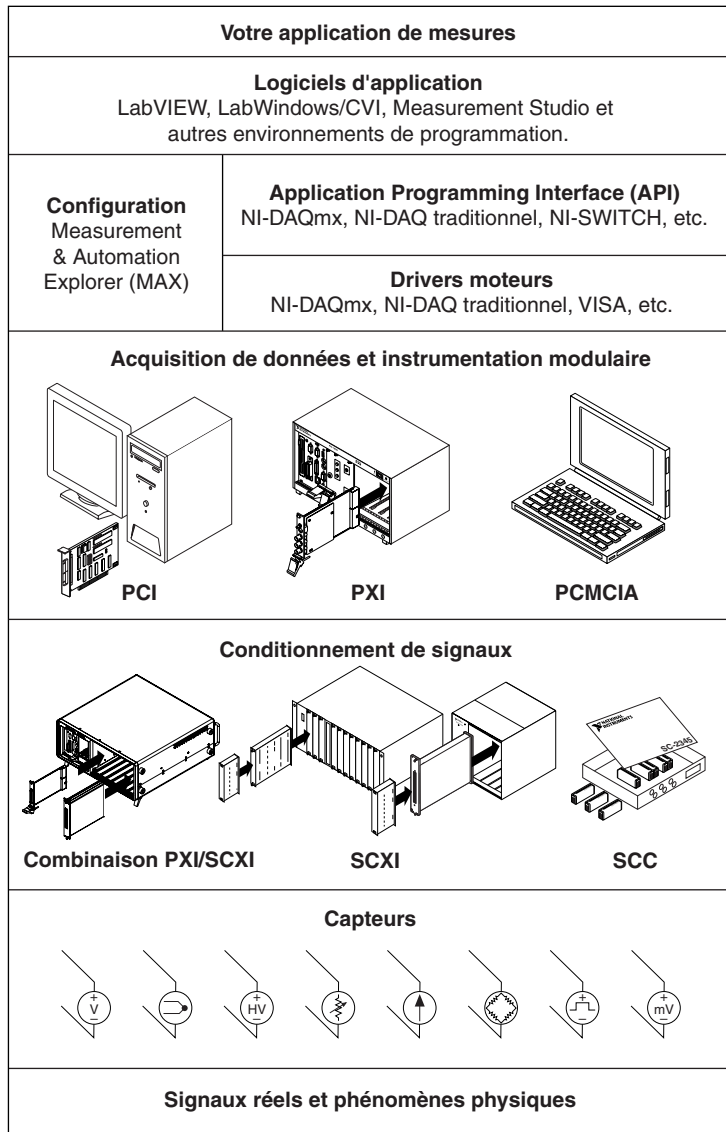 Votre application de mesures
Logiciels d'application
LabVIEW, LabWindows/CVI, Measurement Studio et
autres environnements de programmation.
Configuration
Measurement
& Automation
Explorer (MAX)
Application Programming Interface (API)
NI-DAQmx, NI-DAQ traditionnel, NI-SWITCH, etc.
Drivers moteurs
NI-DAQmx, NI-DAQ traditionnel, VISA, etc.
Acquisition de données et instrumentation modulaire
PCI
PXI
PCMCIA
Conditionnement de signaux
NATIONAL
INSTRUMENTS
SC-2345
Combinaison PXI/SCXI
SCXI
SCC
Capteurs
+
V
–
+
HV
–
+
–
+
mV
–
Signaux réels et phénomènes physiques